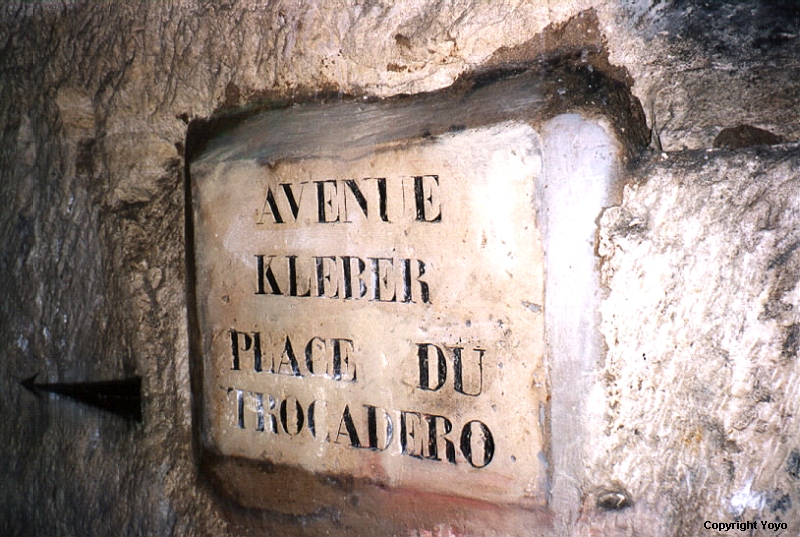 AVENUE
KLEBER
PLACE DU
TROCADERO
Copyright Yoyo